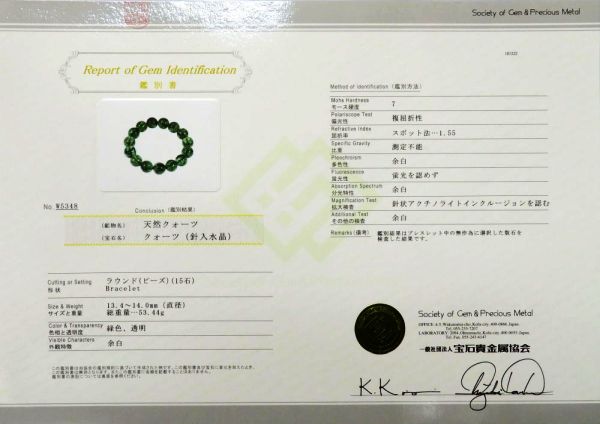 Society of Gem & Precious Metal
Report of Gem Identification
鑑別書
No. W5348
Conclusion (鑑別結果)
(鉱物名) 天然クォーツ
(宝石名) クォーツ (針入水晶)
Cutting or Setting
形状
ラウンド(ビーズ)(15石)
Bracelet
Size & Weight
サイズと重量
13.4〜14.0mm (直径)
総重量…53.44g
Color & Transparency
色相と透明度
緑色、透明
Visible Characters
外観特徴
余白
Method of Identification (鑑別方法)
Mohs Hardness
モース硬度
7
Polariscope Test
偏光性
複屈折性
Refractive Index
屈折率
スポット法…1.55
Specific Gravity
比重
測定不能
Pleochroism
多色性
余白
Fluorescence
蛍光性
蛍光を認めず
Absorption Spectrum
分光特性
余白
Magnification Test
拡大検査
針状アクチノライトインクルージョンを認む
Additional Test
その他の検査
余白
Remarks (備考)
鑑別結果はブレスレット中の無作為に選択した数石を
検査した結果です。
Society of Gem & Precious Metal
一般社団法人 宝石貴金属協会